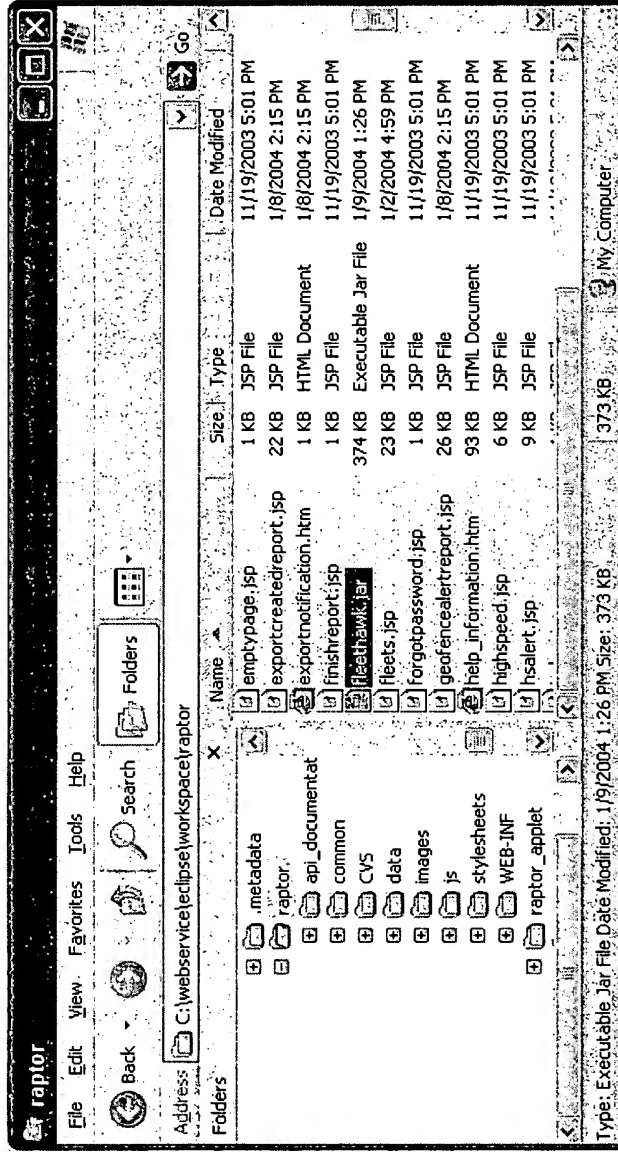 raptor
File Edit View Favorites Tools Help
Back Search Folders
Address C:\webservice\eclipse\workspace\raptor Go
Folders X
.metadata
raptor
api_documentat
common
CVS
data
images
js
stylesheets
WEB-INF
raptor_applet
Name Size Type Date Modified
emptypage.jsp 1 KB JSP File 11/19/2003 5:01 PM
exportcreatedreport.jsp 22 KB JSP File 1/8/2004 2:15 PM
exportnotification.htm 1 KB HTML Document 1/8/2004 2:15 PM
finishreport.jsp 1 KB JSP File 11/19/2003 5:01 PM
fleethawk.jar 374 KB Executable Jar File 1/9/2004 1:26 PM
fleets.jsp 23 KB JSP File 1/2/2004 4:59 PM
forgotpassword.jsp 1 KB JSP File 11/19/2003 5:01 PM
geofencealertreport.jsp 26 KB JSP File 1/8/2004 2:15 PM
help_information.htm 93 KB HTML Document 11/19/2003 5:01 PM
highspeed.jsp 6 KB JSP File 11/19/2003 5:01 PM
hsalert.jsp 9 KB JSP File 11/19/2003 5:01 PM
Type: Executable Jar File Date Modified: 1/9/2004 1:26 PM Size: 373 KB 373 KB My Computer